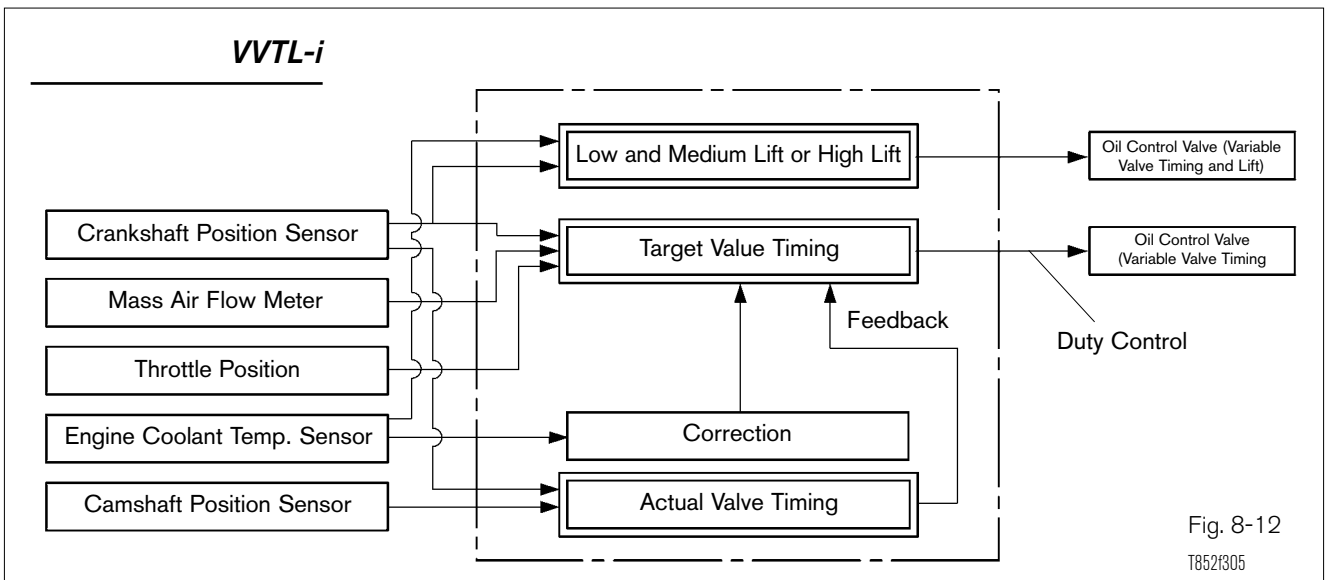 VVTL-i
Low and Medium Lift or High Lift
Oil Control Valve (Variable
Valve Timing and Lift)
Crankshaft Position Sensor
Target Value Timing
Oil Control Valve
(Variable Valve Timing
Mass Air Flow Meter
Feedback
Duty Control
Throttle Position
Engine Coolant Temp. Sensor
Correction
Camshaft Position Sensor
Actual Valve Timing
Fig. 8-12
T852f305